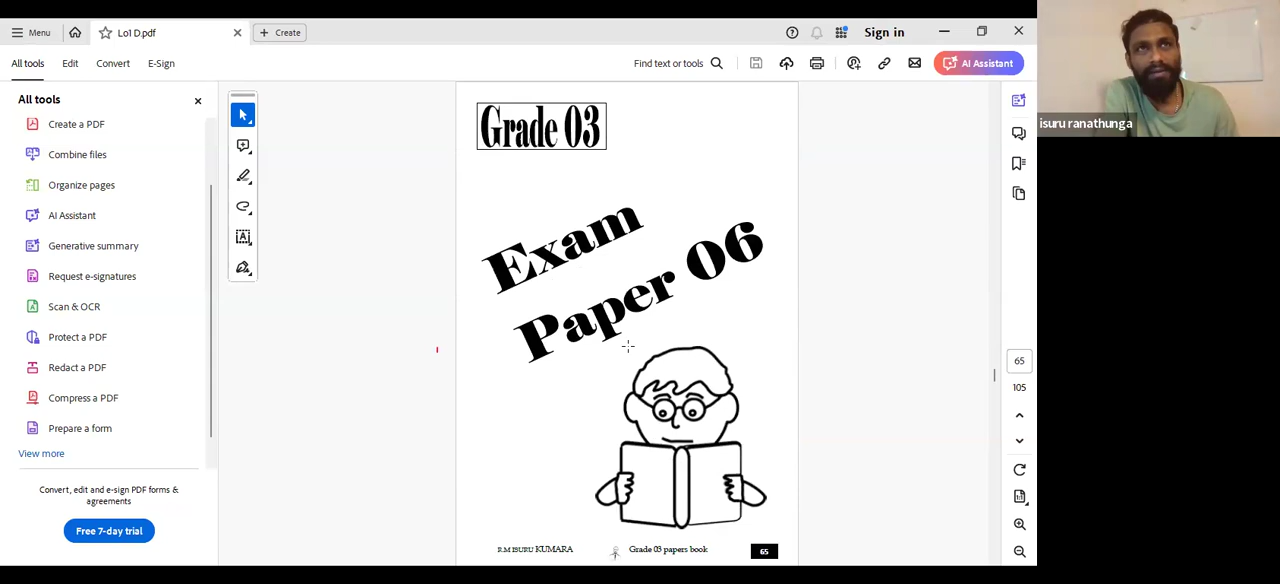 Menu
Lo1 D.pdf
Create
Sign in
All tools
Edit
Convert
E-Sign
Find text or tools
AI Assistant
All tools
Create a PDF
Combine files
Organize pages
AI Assistant
Generative summary
Request e-signatures
Scan & OCR
Protect a PDF
Redact a PDF
Compress a PDF
Prepare a form
View more
Convert, edit and e-sign PDF forms &
agreements
Free 7-day trial
Grade 03
Exam
Paper 06
R.M ISURU KUMARA
Grade 03 papers book
65
65
105
isuru ranathunga